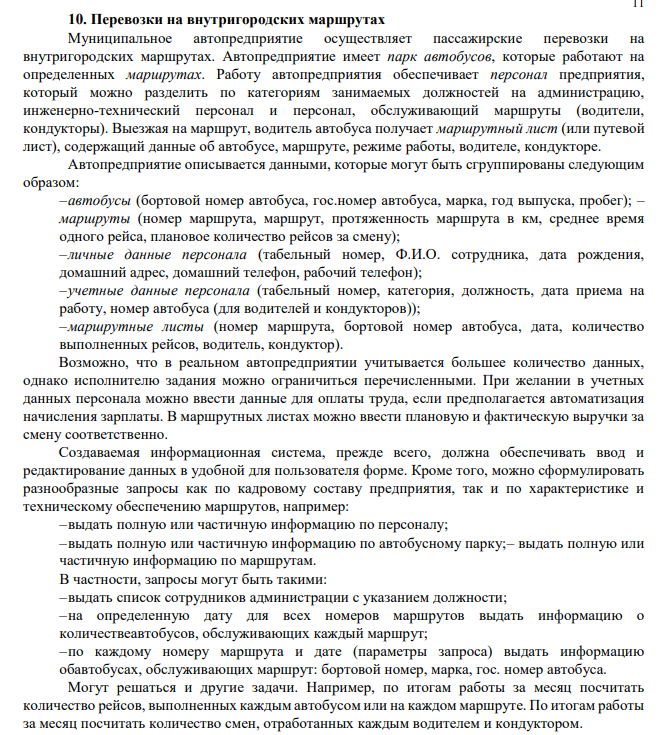 11
10. Перевозки на внутригородских маршрутах
Муниципальное автопредприятие осуществляет пассажирские перевозки на
внутригородских маршрутах. Автопредприятие имеет парк автобусов, которые работают на
определенных маршрутах. Работу автопредприятия обеспечивает персонал предприятия,
который можно разделить по категориям занимаемых должностей на администрацию,
инженерно-технический персонал и персонал, обслуживающий маршруты (водители,
кондукторы). Выезжая на маршрут, водитель автобуса получает маршрутный лист (или путевой
лист), содержащий данные об автобусе, маршруте, режиме работы, водителе, кондукторе.
Автопредприятие описывается данными, которые могут быть сгруппированы следующим
образом:
–автобусы (бортовой номер автобуса, гос.номер автобуса, марка, год выпуска, пробег); –
маршруты (номер маршрута, маршрут, протяженность маршрута в км, среднее время
одного рейса, плановое количество рейсов за смену);
–личные данные персонала (табельный номер, Ф.И.О. сотрудника, дата рождения,
домашний адрес, домашний телефон, рабочий телефон);
–учетные данные персонала (табельный номер, категория, должность, дата приема на
работу, номер автобуса (для водителей и кондукторов));
–маршрутные листы (номер маршрута, бортовой номер автобуса, дата, количество
выполненных рейсов, водитель, кондуктор).
Возможно, что в реальном автопредприятии учитывается большее количество данных,
однако исполнителю задания можно ограничиться перечисленными. При желании в учетных
данных персонала можно ввести данные для оплаты труда, если предполагается автоматизация
начисления зарплаты. В маршрутных листах можно ввести плановую и фактическую выручки за
смену соответственно.
Создаваемая информационная система, прежде всего, должна обеспечивать ввод и
редактирование данных в удобной для пользователя форме. Кроме того, можно сформулировать
разнообразные запросы как по кадровому составу предприятия, так и по характеристике и
техническому обеспечению маршрутов, например:
–выдать полную или частичную информацию по персоналу;
–выдать полную или частичную информацию по автобусному парку;– выдать полную или
частичную информацию по маршрутам.
В частности, запросы могут быть такими:
–выдать список сотрудников администрации с указанием должности;
–на определенную дату для всех номеров маршрутов выдать информацию о
количествеавтобусов, обслуживающих каждый маршрут;
–по каждому номеру маршрута и дате (параметры запроса) выдать информацию
обавтобусах, обслуживающих маршрут: бортовой номер, марка, гос. номер автобуса.
Могут решаться и другие задачи. Например, по итогам работы за месяц посчитать
количество рейсов, выполненных каждым автобусом или на каждом маршруте. По итогам работы
за месяц посчитать количество смен, отработанных каждым водителем и кондуктором.